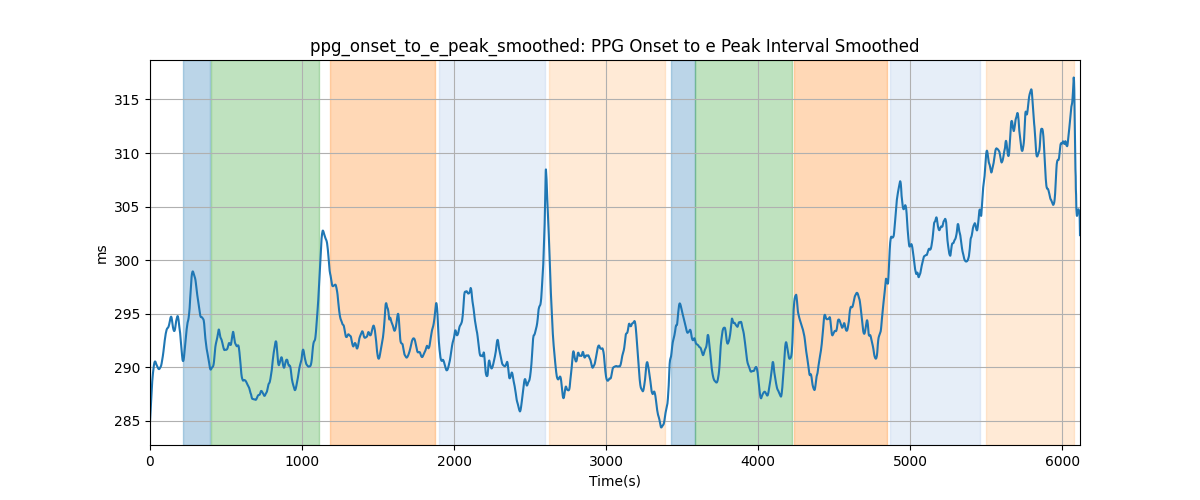 ppg_onset_to_e_peak_smoothed: PPG Onset to e Peak Interval Smoothed
315
310
305
300
295
290
285
ms
0 1000 2000 3000 4000 5000 6000
Time(s)